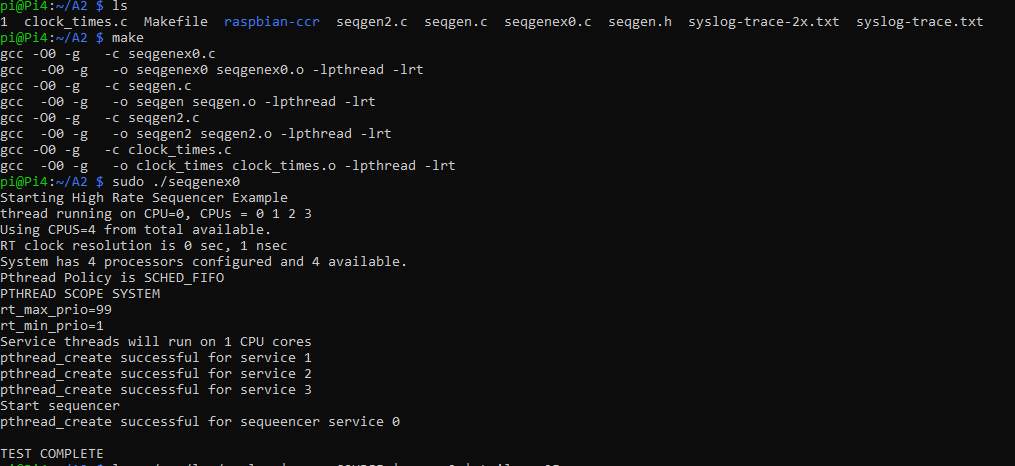 pi@Pi4:~/A2 $ ls
1  clock_times.c  Makefile  raspbian-ccr  seqgen2.c  seqgen.c  seqgenex0.c  seqgen.h  syslog-trace-2x.txt  syslog-trace.txt
pi@Pi4:~/A2 $ make
gcc -O0 -g   -c seqgenex0.c
gcc  -O0 -g   -o seqgenex0 seqgenex0.o -lpthread -lrt
gcc -O0 -g   -c seqgen.c
gcc  -O0 -g   -o seqgen seqgen.o -lpthread -lrt
gcc -O0 -g   -c seqgen2.c
gcc  -O0 -g   -o seqgen2 seqgen2.o -lpthread -lrt
gcc -O0 -g   -c clock_times.c
gcc  -O0 -g   -o clock_times clock_times.o -lpthread -lrt
pi@Pi4:~/A2 $ sudo ./seqgenex0
Starting High Rate Sequencer Example
thread running on CPU=0, CPUs = 0 1 2 3
Using CPUS=4 from total available.
RT clock resolution is 0 sec, 1 nsec
System has 4 processors configured and 4 available.
Pthread Policy is SCHED_FIFO
PTHREAD SCOPE SYSTEM
rt_max_prio=99
rt_min_prio=1
Service threads will run on 1 CPU cores
pthread_create successful for service 1
pthread_create successful for service 2
pthread_create successful for service 3
Start sequencer
pthread_create successful for sequeencer service 0
TEST COMPLETE